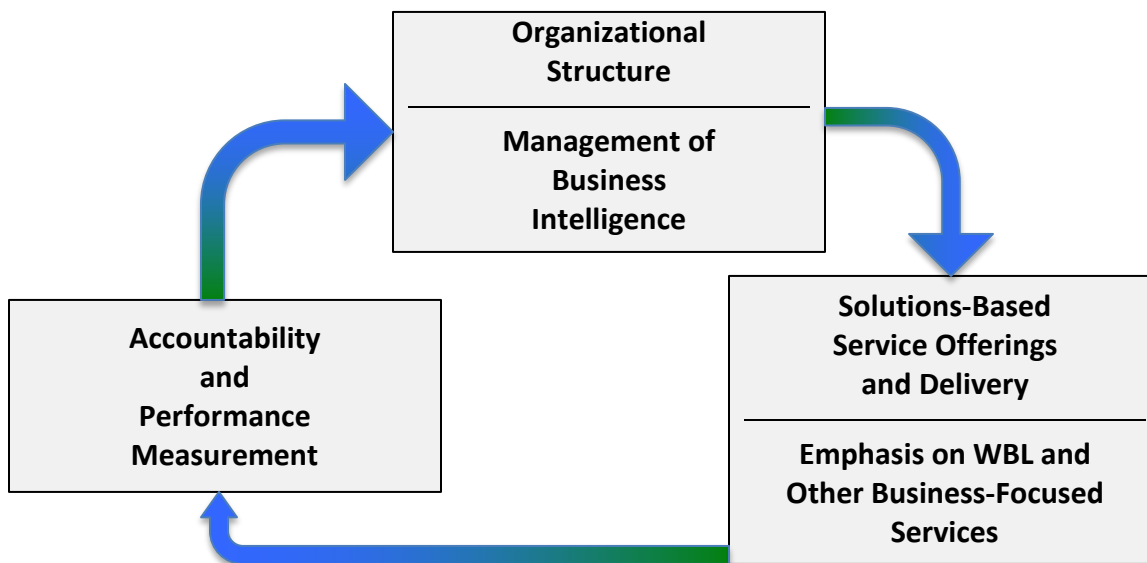 Organizational
Structure
Management of
Business
Intelligence
Solutions-Based
Service Offerings
and Delivery
Emphasis on WBL and
Other Business-Focused
Services
Accountability
and
Performance
Measurement